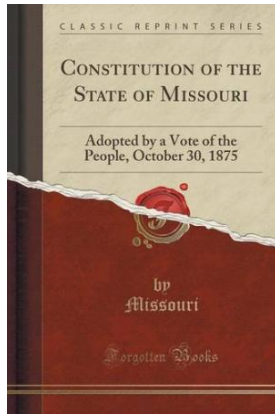 CLASSIC REPRINT SERIES
CONSTITUTION OF THE
STATE OF MISSOURI
Adopted by a Vote of the
People, October 30, 1875
by
Missouri
Forgotten Books